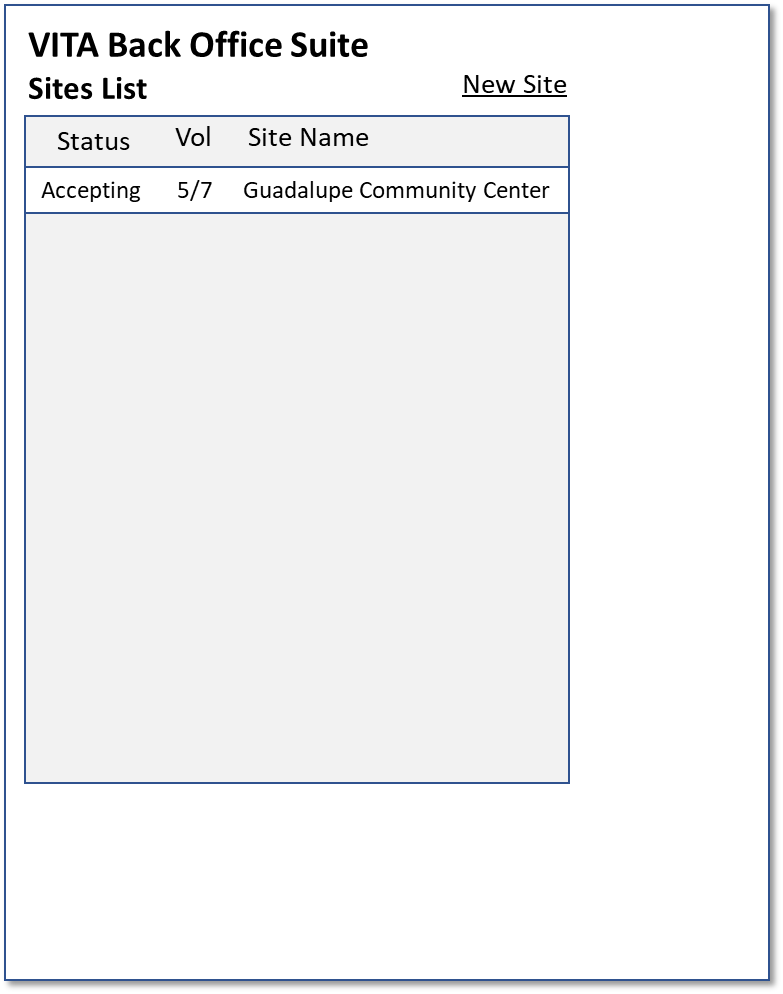 VITA Back Office Suite
Sites List New Site
Status Vol Site Name
Accepting 5/7 Guadalupe Community Center